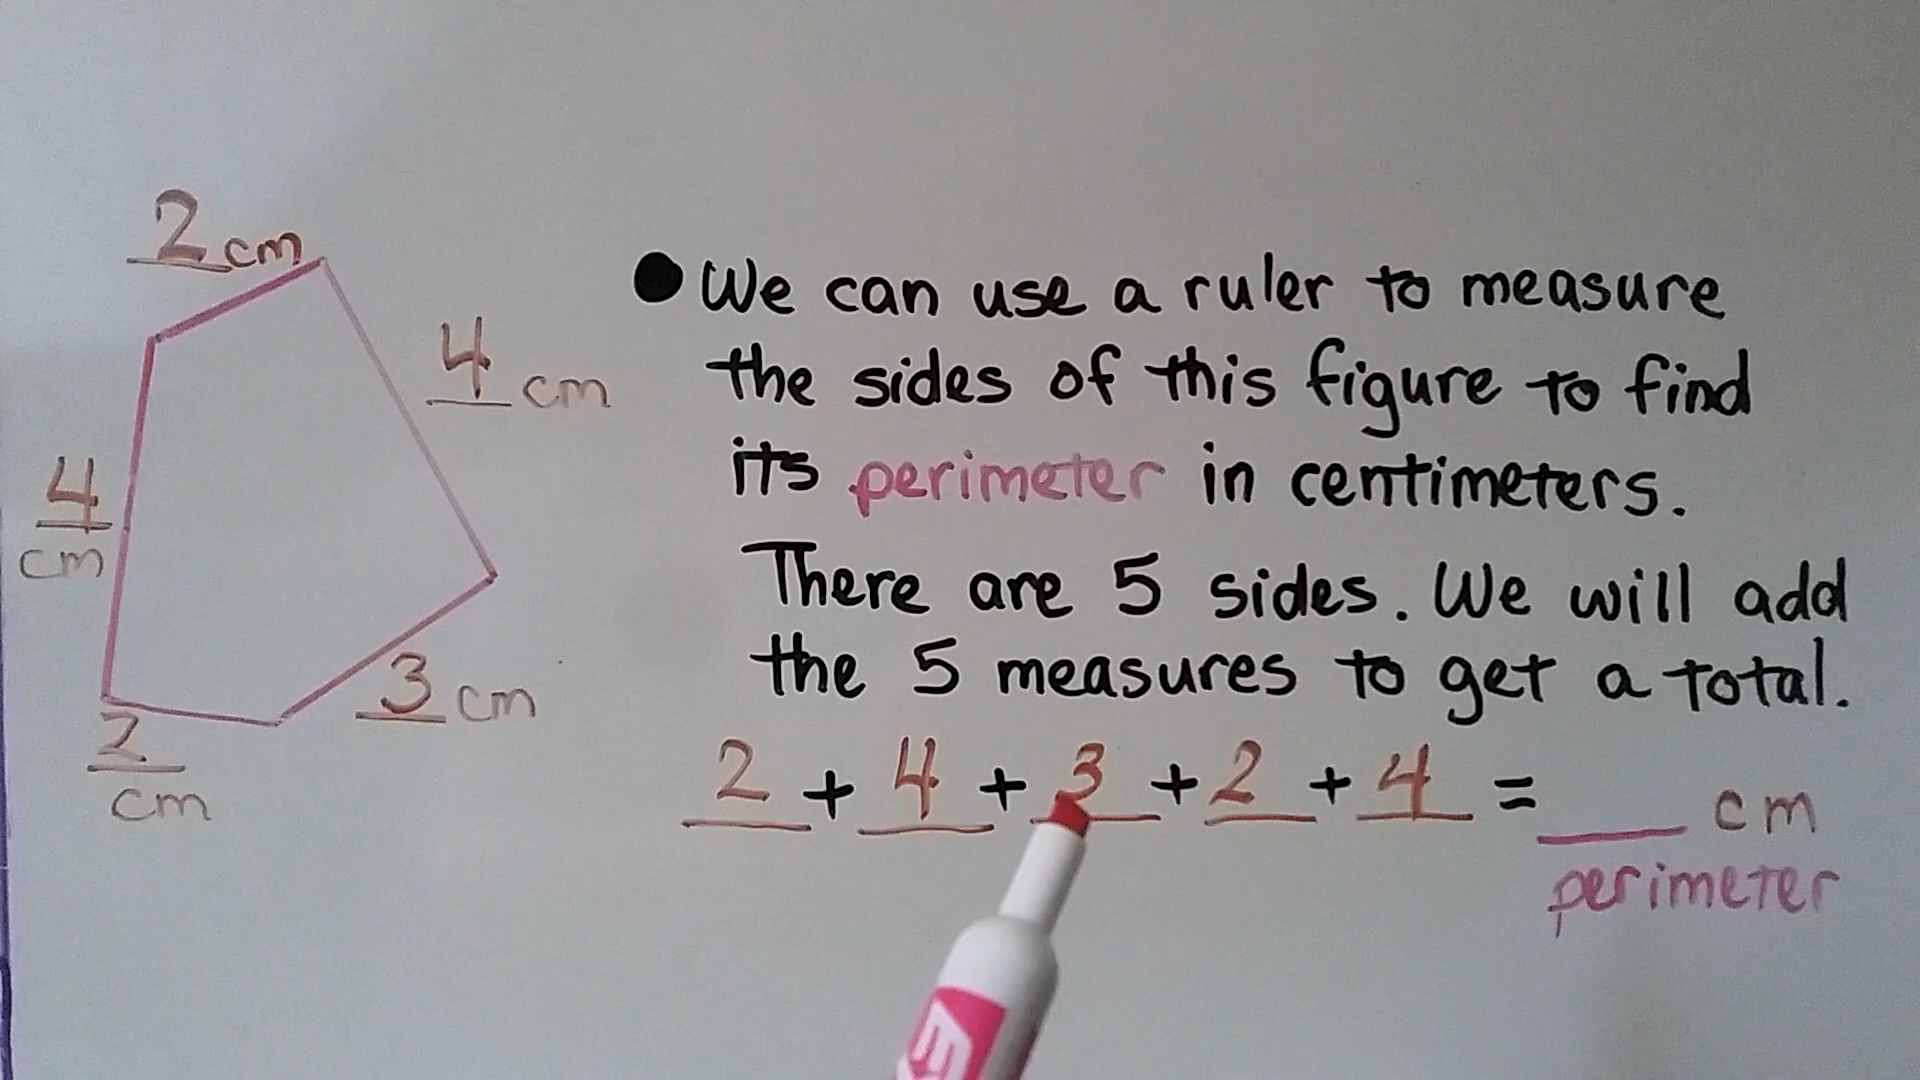 2 cm
4 cm
4
cm
3 cm
2
cm
● We can use a ruler to measure
the sides of this figure to find
its perimeter in centimeters.
There are 5 sides. We will add
the 5 measures to get a total.
2 + 4 + 3 + 2 + 4 = ___ cm
perimeter